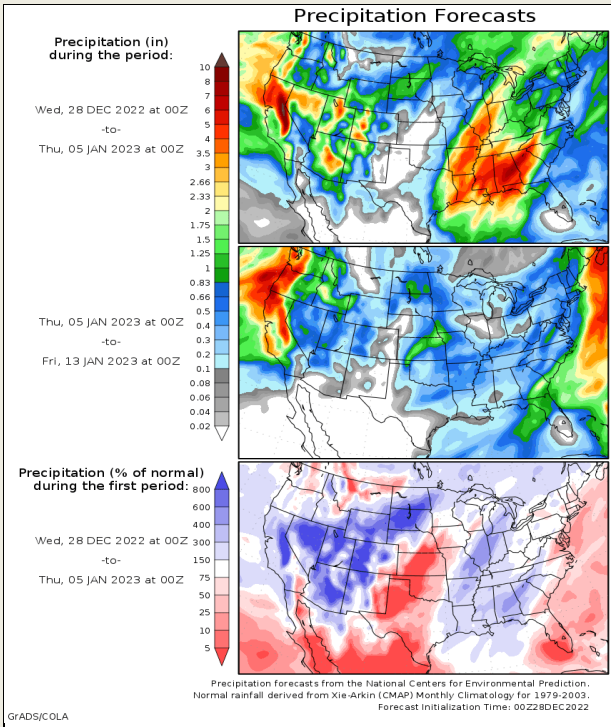 Precipitation Forecasts
Precipitation (in)
during the period:
Wed, 28 DEC 2022 at 00Z
-to-
Thu, 05 JAN 2023 at 00Z
10
8
7
6
5
4
3.5
3
2.66
2.33
2
1.75
1.5
1.25
1
0.83
0.66
0.5
0.4
0.3
0.2
0.1
0.08
0.06
0.04
0.02
Thu, 05 JAN 2023 at 00Z
-to-
Fri, 13 JAN 2023 at 00Z
Precipitation (% of normal)
during the first period:
Wed, 28 DEC 2022 at 00Z
-to-
Thu, 05 JAN 2023 at 00Z
800
600
400
300
150
75
50
25
10
5
Precipitation forecasts from the National Centers for Environmental Prediction.
Normal rainfall derived from Xie-Arkin (CMAP) Monthly Climatology for 1979-2003.
Forecast Initialization Time: 00Z28DEC2022
GrADS/COLA